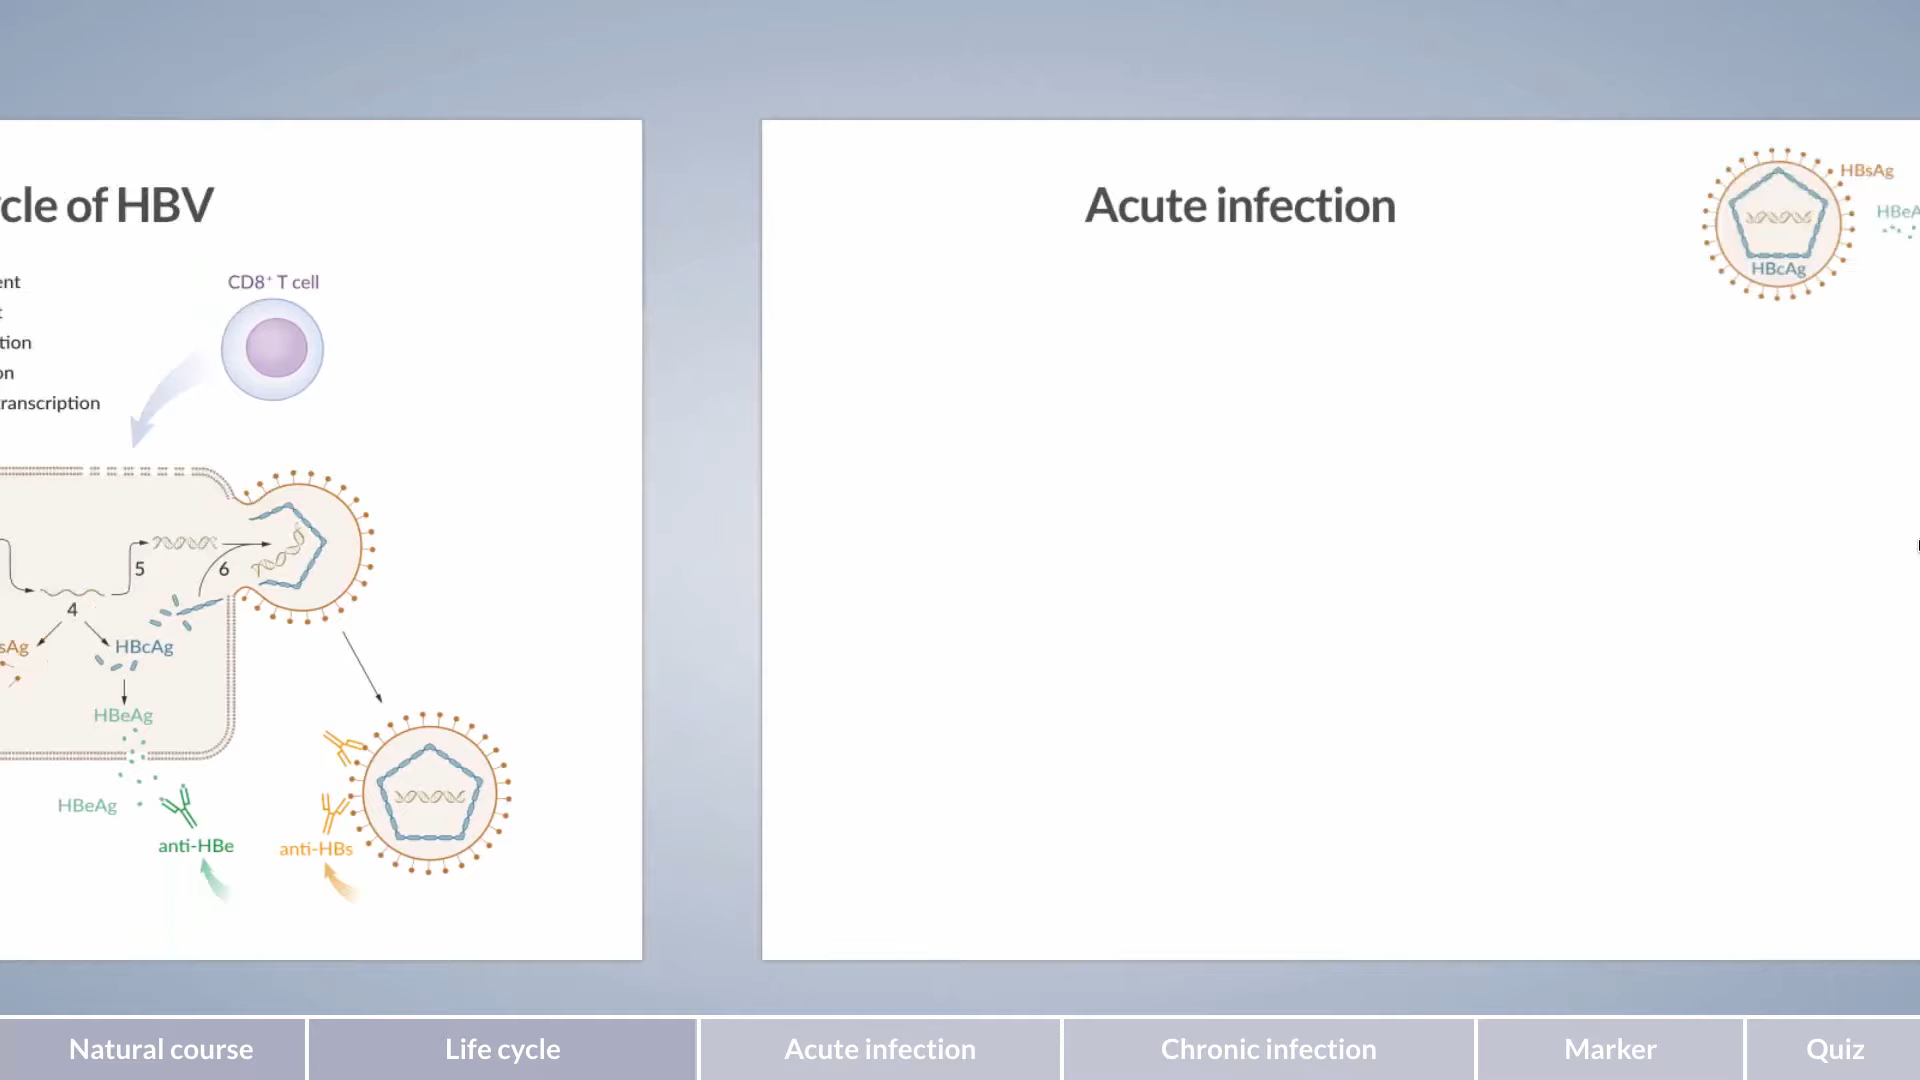 cle of HBV
CD8⁺ T cell
ent
t
tion
on
ranscription
5
6
4
sAg
HBcAg
HBeAg
HBeAg
anti-HBe
anti-HBs
Acute infection
HBsAg
HBeA
HBcAg
Natural course
Life cycle
Acute infection
Chronic infection
Marker
Quiz